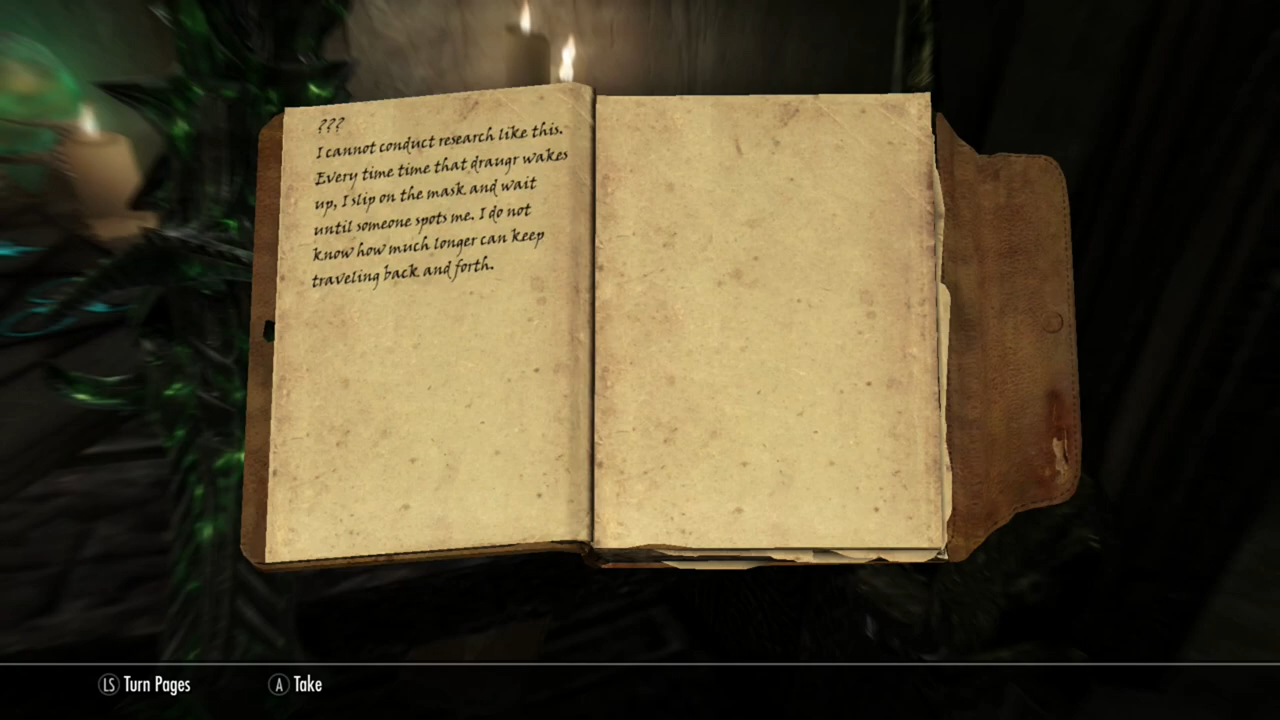 ???
I cannot conduct research like this.
Every time time that draugr wakes
up, I slip on the mask and wait
until someone spots me. I do not
know how much longer can keep
traveling back and forth.
LS Turn Pages
A Take